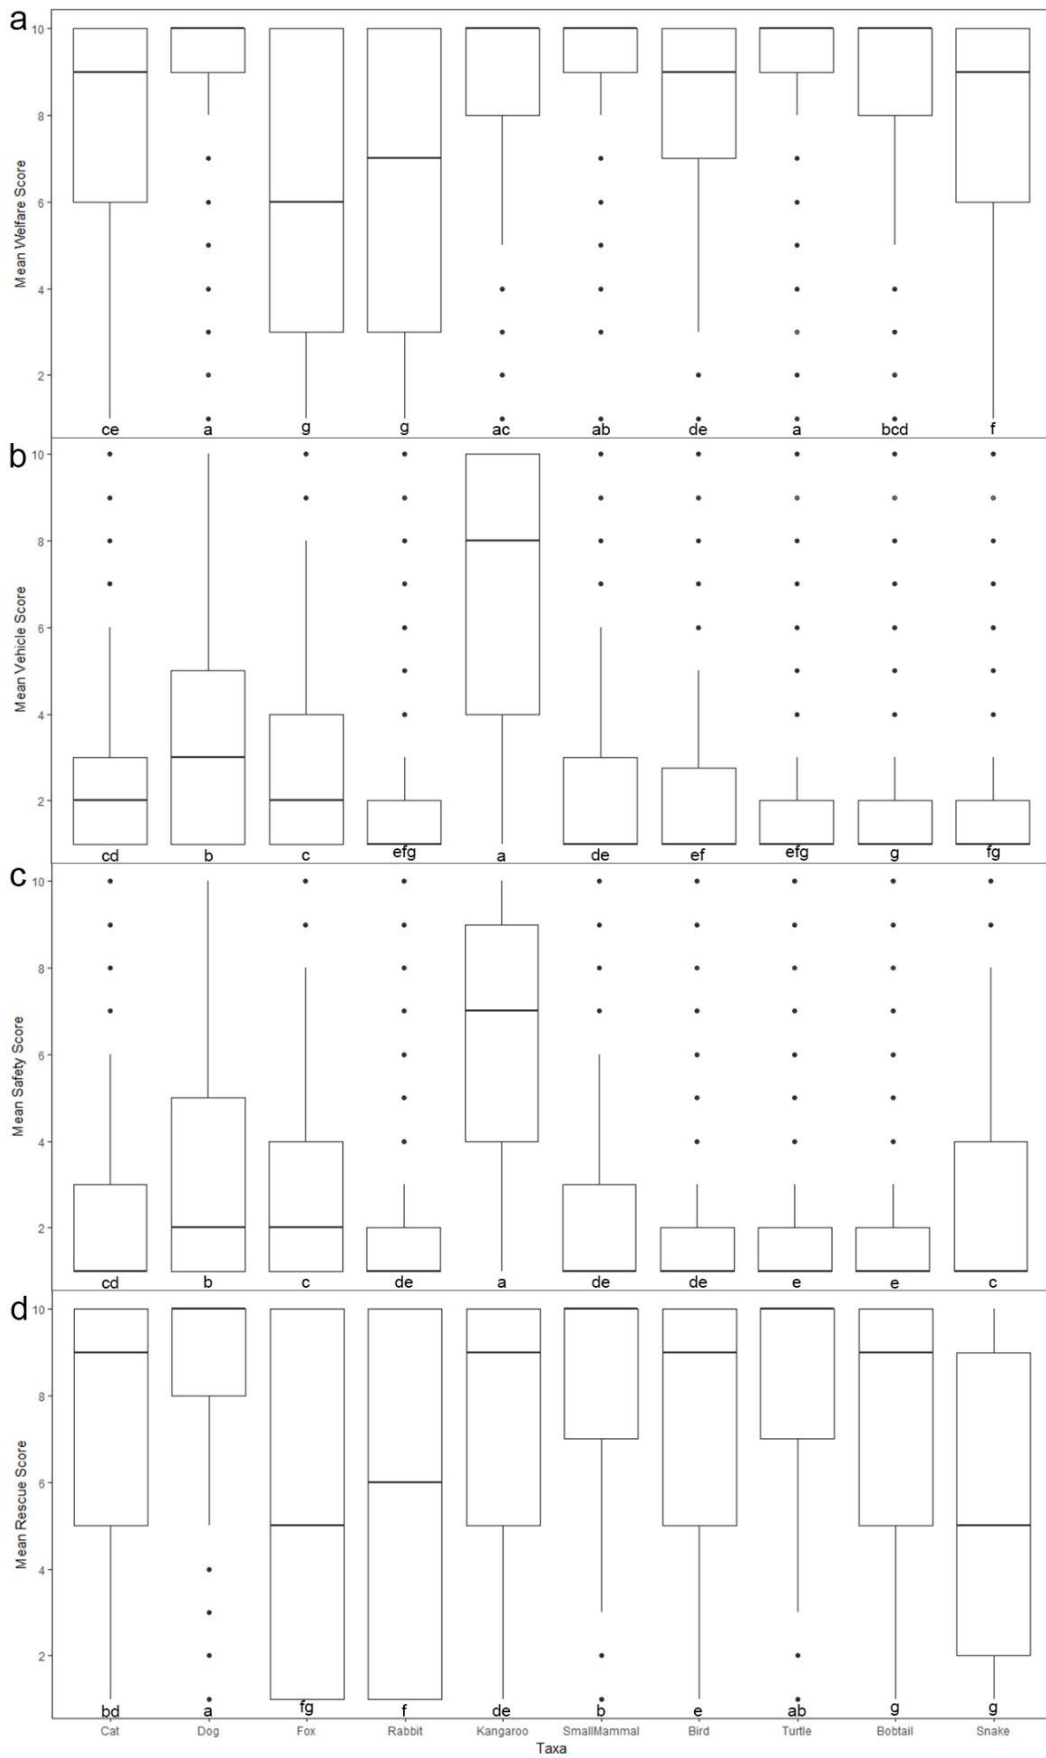 a
Mean Welfare Score
10
8
6
4
2
ce a g g ac ab de a bcd f
b
Mean Vehicle Score
10
8
6
4
2
cd b c efg a de ef efg g fg
c
Mean Safety Score
10
8
6
4
2
cd b c de a de de e e c
d
Mean Rescue Score
10
8
6
4
2
bd a fg f de b e ab g g
Cat Dog Fox Rabbit Kangaroo SmallMammal Bird Turtle Bobtail Snake
Taxa